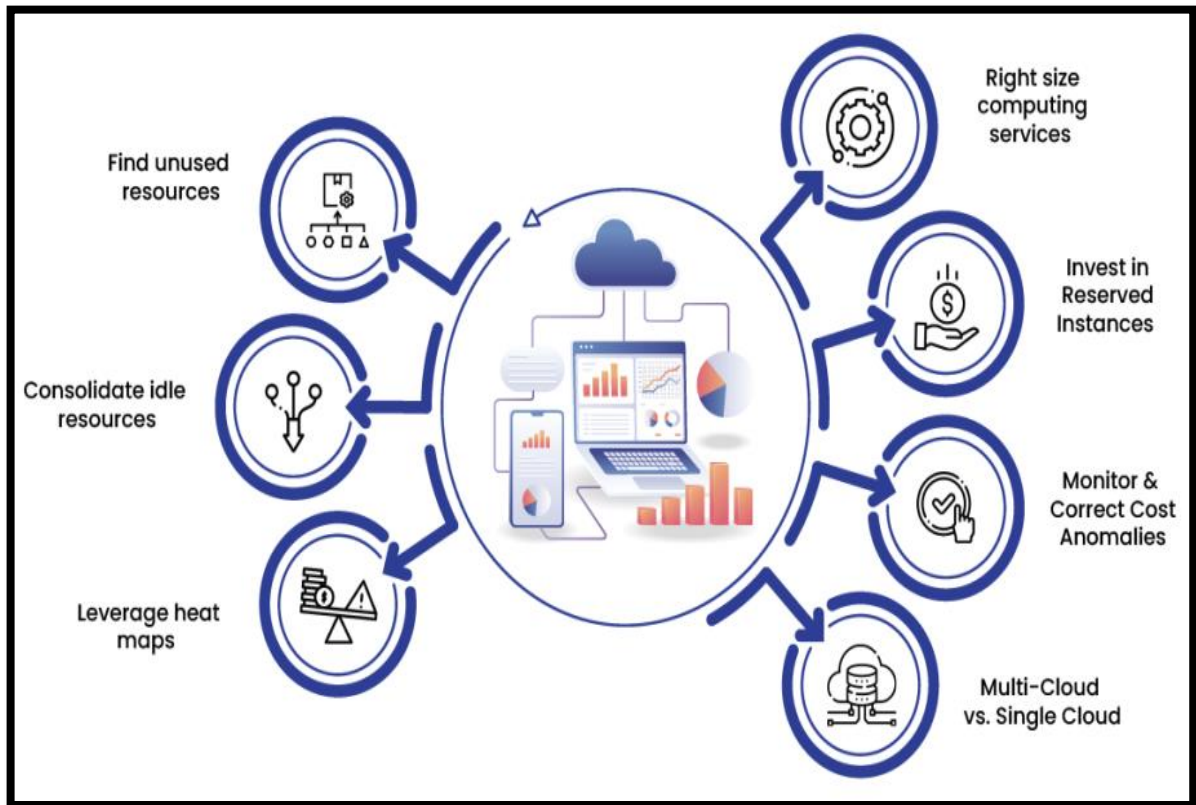 Find unused
resources
Consolidate idle
resources
Leverage heat
maps
Right size
computing
services
Invest in
Reserved
Instances
Monitor &
Correct Cost
Anomalies
Multi-Cloud
vs. Single Cloud